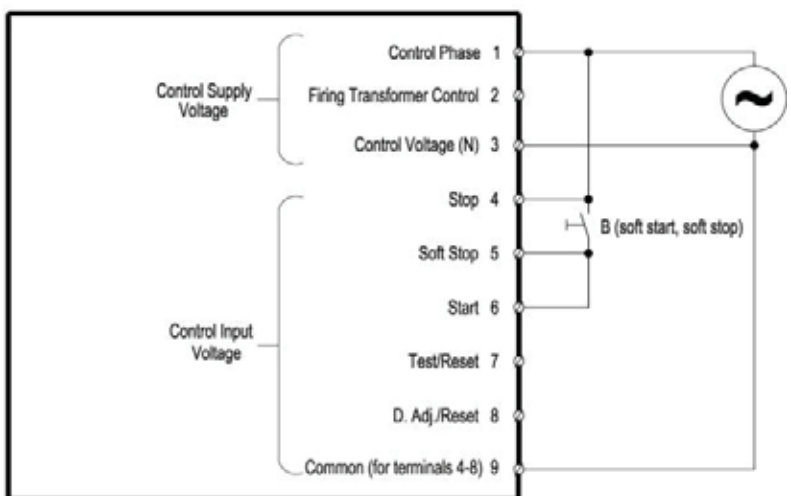 Control Phase 1
Control Supply
Voltage
Firing Transformer Control 2
Control Voltage (N) 3
Stop 4
B (soft start, soft stop)
Soft Stop 5
Start 6
Control Input
Voltage
Test/Reset 7
D. Adj./Reset 8
Common (for terminals 4-8) 9